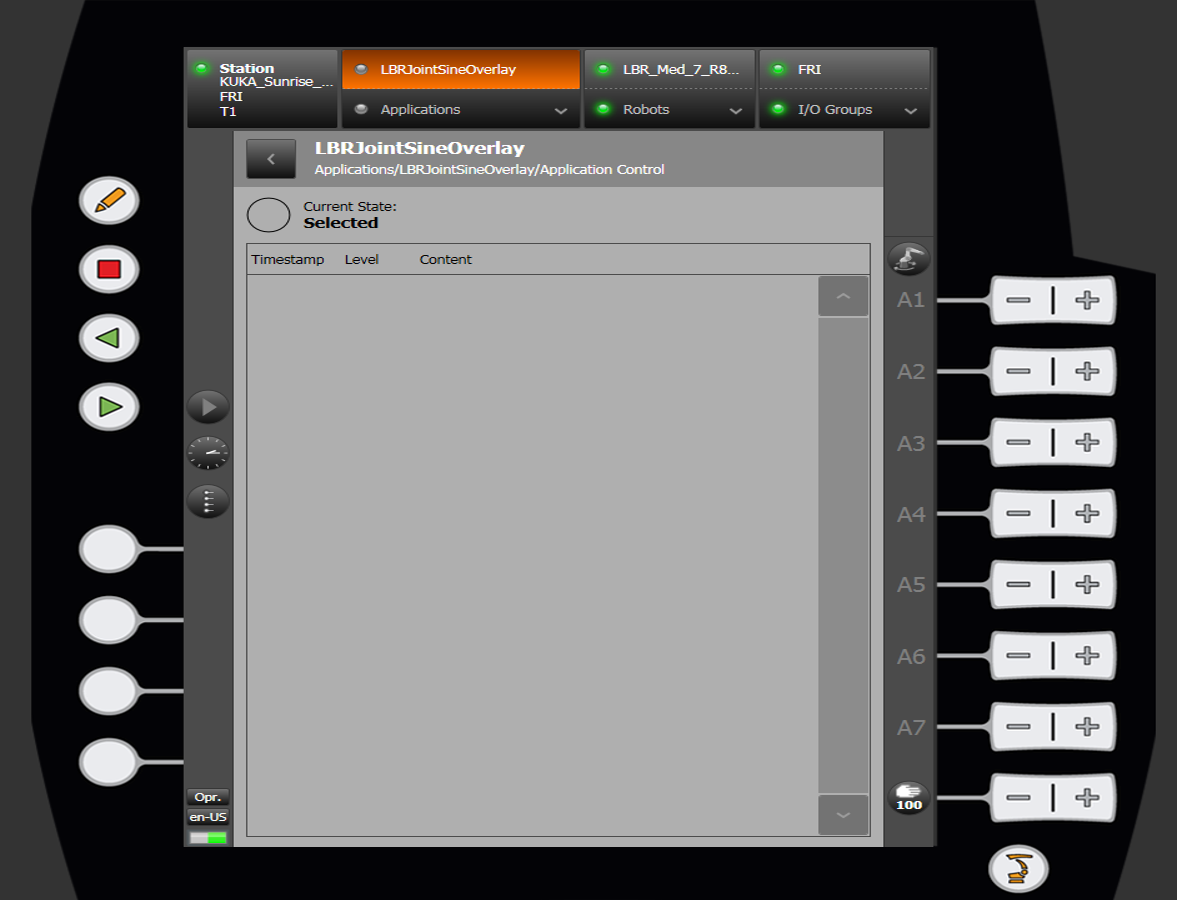 Station
KUKA_Sunrise_...
FRI
T1
LBRJointSineOverlay
Applications
LBR_Med_7_R8...
Robots
FRI
I/O Groups
LBRJointSineOverlay
Applications/LBRJointSineOverlay/Application Control
Current State:
Selected
Timestamp Level Content
A1
A2
A3
A4
A5
A6
A7
100
Opr.
en-US